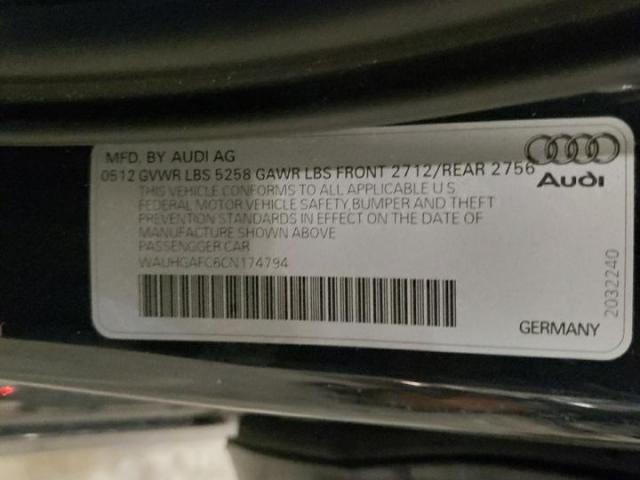 MFD. BY AUDI AG
0512 GVWR LBS 5258 GAWR LBS FRONT 2712/REAR 2756
THIS VEHICLE CONFORMS TO ALL APPLICABLE U S
FEDERAL MOTOR VEHICLE SAFETY, BUMPER AND THEFT
PREVENTION STANDARDS IN EFFECT ON THE DATE OF
MANUFACTURE SHOWN ABOVE
PASSENGGER CAR
WAUHGAFC6CN174794
Audi
2032240
GERMANY